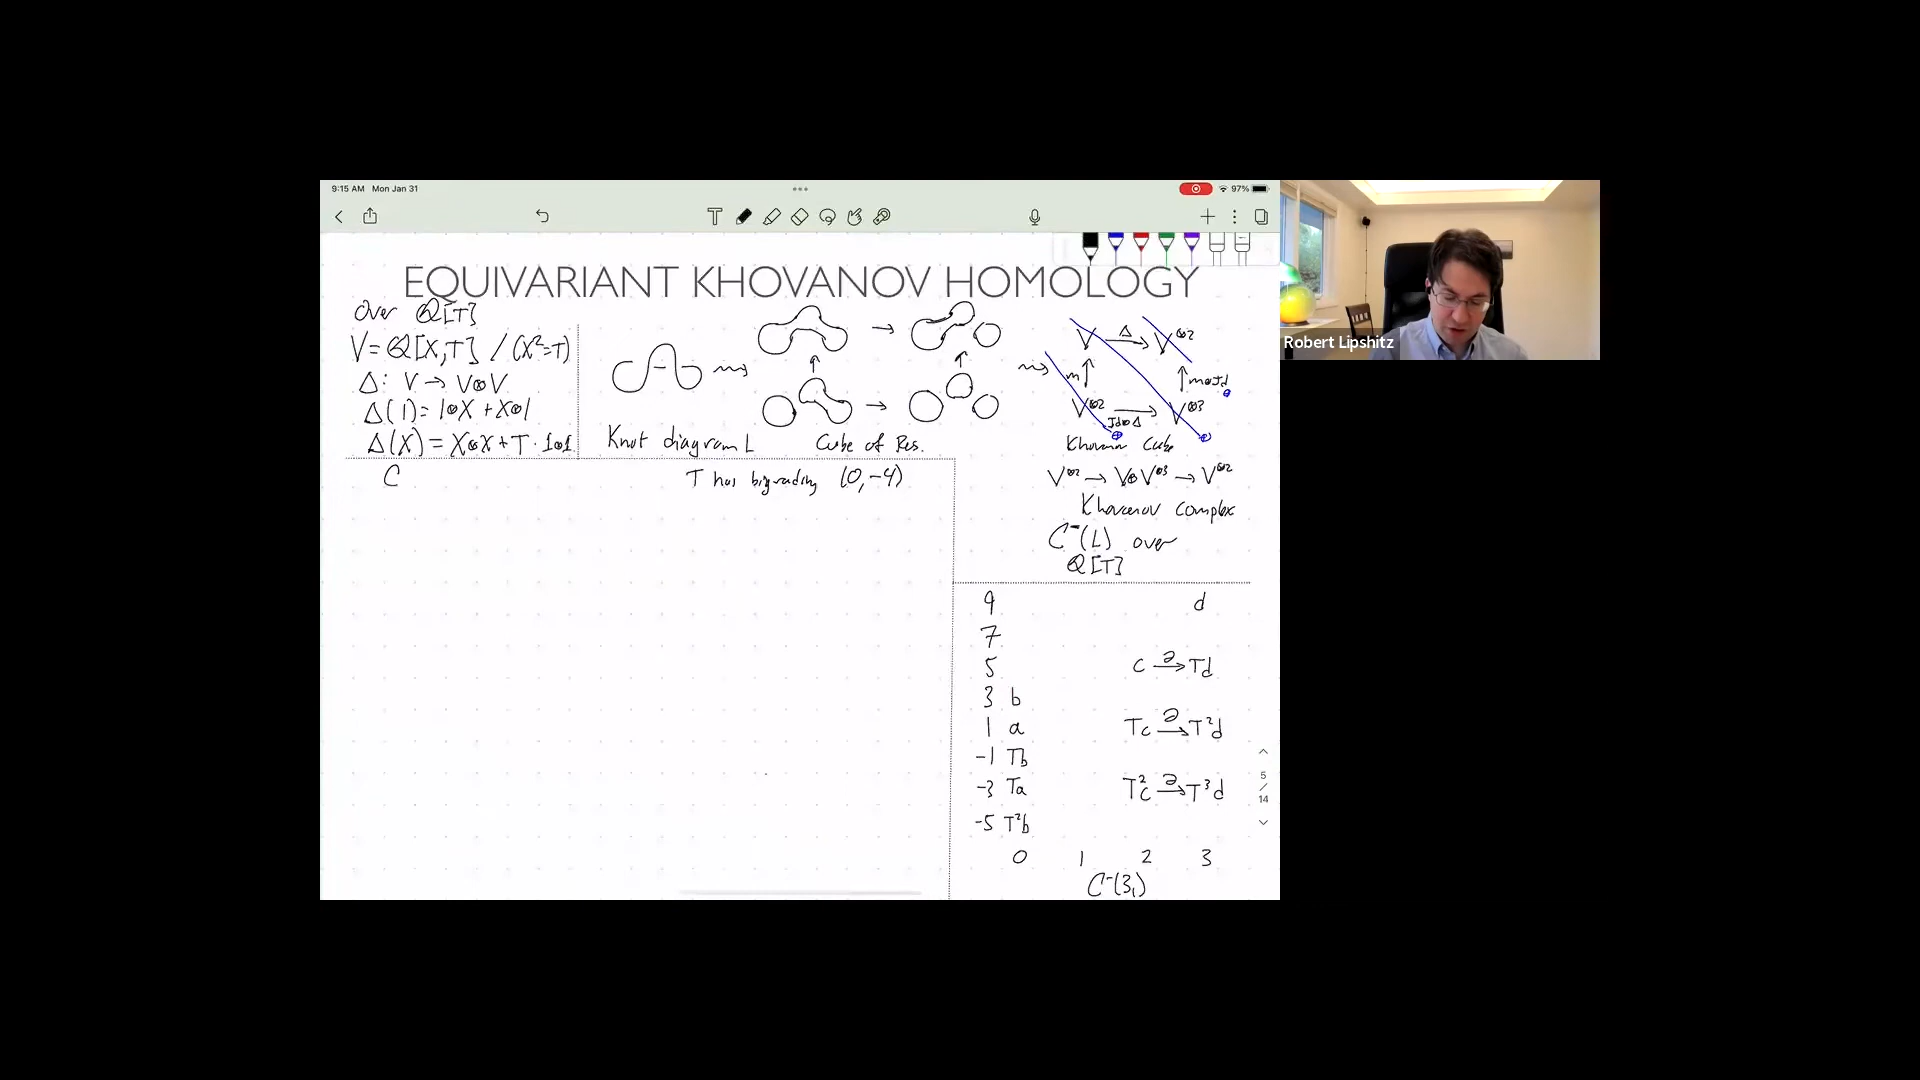 9:15 AM Mon Jan 31
97%
EQUIVARIANT KHOVANOV HOMOLOGY
Over ℚ[T]
V=ℚ[X,T]/(X²=T)
Δ: V → V⊗V
Δ(1)=1⊗X+X⊗1
Δ(X)=X⊗X+T·1⊗1
Knot diagram L
Cube of Res.
V Δ→ V⊗2
m↑ ↑m⊗Id
V⊗2 Id⊗Δ→ V⊗3
Khovanov Cube
V⊗2 → V⊕V⊗3 → V⊗2
Khovanov complex
C⁻(L) over
ℚ[T]
C
T has bigrading (0,-4)
9 d
7
5 c ∂→ Td
3 b
1 a Tc ∂→ T²d
-1 Tb
-3 Ta T²c ∂→ T³d
-5 T²b
0 1 2 3
C⁻(3₁)
5
/
14
Robert Lipshitz